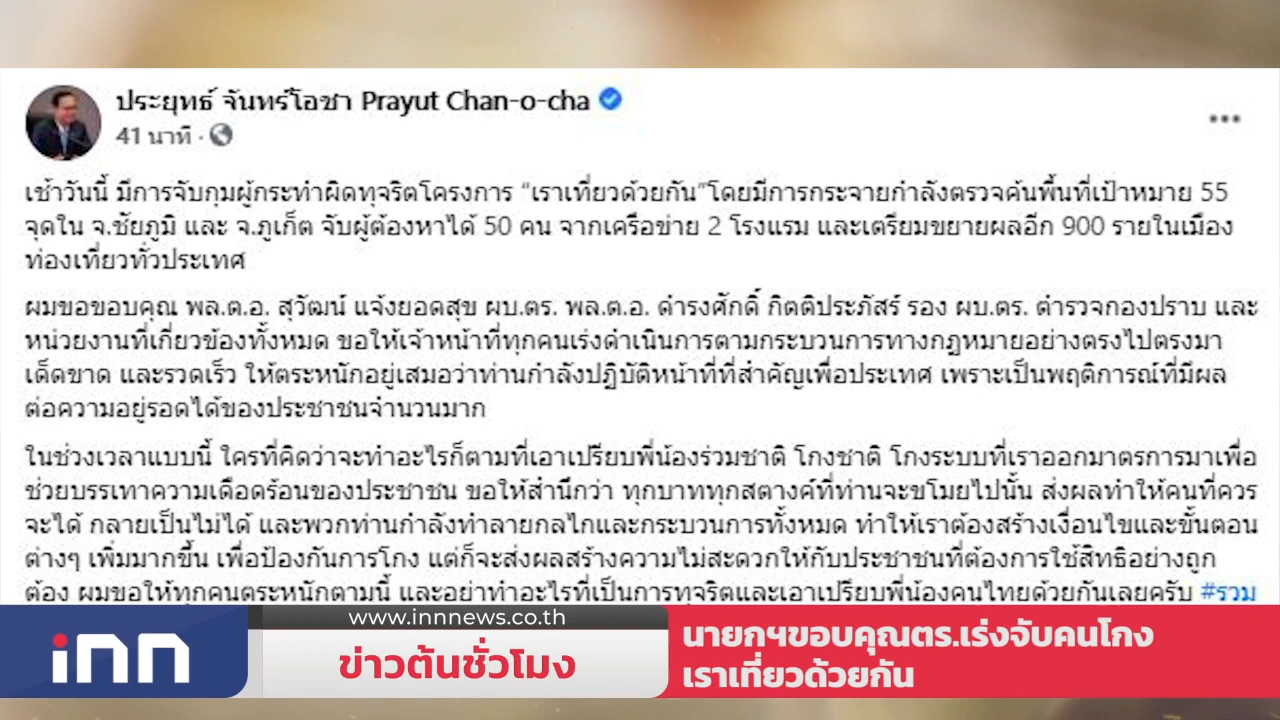 ประยุทธ์ จันทร์โอชา Prayut Chan-o-cha
41 นาที ·
เช้าวันนี้ มีการจับกุมผู้กระทำผิดทุจริตโครงการ “เราเที่ยวด้วยกัน”โดยมีการกระจายกำลังตรวจค้นพื้นที่เป้าหมาย 55
จุดใน จ.ชัยภูมิ และ จ.ภูเก็ต จับผู้ต้องหาได้ 50 คน จากเครือข่าย 2 โรงแรม และเตรียมขยายผลอีก 900 รายในเมือง
ท่องเที่ยวทั่วประเทศ
ผมขอขอบคุณ พล.ต.อ. สุวัฒน์ แจ้งยอดสุข ผบ.ตร. พล.ต.อ. ดำรงศักดิ์ กิตติประภัสร์ รอง ผบ.ตร. ตำรวจกองปราบ และ
หน่วยงานที่เกี่ยวข้องทั้งหมด ขอให้เจ้าหน้าที่ทุกคนเร่งดำเนินการตามกระบวนการทางกฎหมายอย่างตรงไปตรงมา
เด็ดขาด และรวดเร็ว ให้ตระหนักอยู่เสมอว่าท่านกำลังปฏิบัติหน้าที่ที่สำคัญเพื่อประเทศ เพราะเป็นพฤติการณ์ที่มีผล
ต่อความอยู่รอดได้ของประชาชนจำนวนมาก
ในช่วงเวลาแบบนี้ ใครที่คิดว่าจะทำอะไรก็ตามที่เอาเปรียบพี่น้องร่วมชาติ โกงชาติ โกงระบบที่เราออกมาตรการมาเพื่อ
ช่วยบรรเทาความเดือดร้อนของประชาชน ขอให้สำนึกว่า ทุกบาททุกสตางค์ที่ท่านจะขโมยไปนั้น ส่งผลทำให้คนที่ควร
จะได้ กลายเป็นไม่ได้ และพวกท่านกำลังทำลายกลไกและกระบวนการทั้งหมด ทำให้เราต้องสร้างเงื่อนไขและขั้นตอน
ต่างๆ เพิ่มมากขึ้น เพื่อป้องกันการโกง แต่ก็จะส่งผลสร้างความไม่สะดวกให้กับประชาชนที่ต้องการใช้สิทธิอย่างถูก
ต้อง ผมขอให้ทุกคนตระหนักตามนี้ และอย่าทำอะไรที่เป็นการทุจริตและเอาเปรียบพี่น้องคนไทยด้วยกันเลยครับ #รวม
inn
www.innnews.co.th
ข่าวต้นชั่วโมง
นายกฯขอบคุณตร.เร่งจับคนโกง
เราเที่ยวด้วยกัน